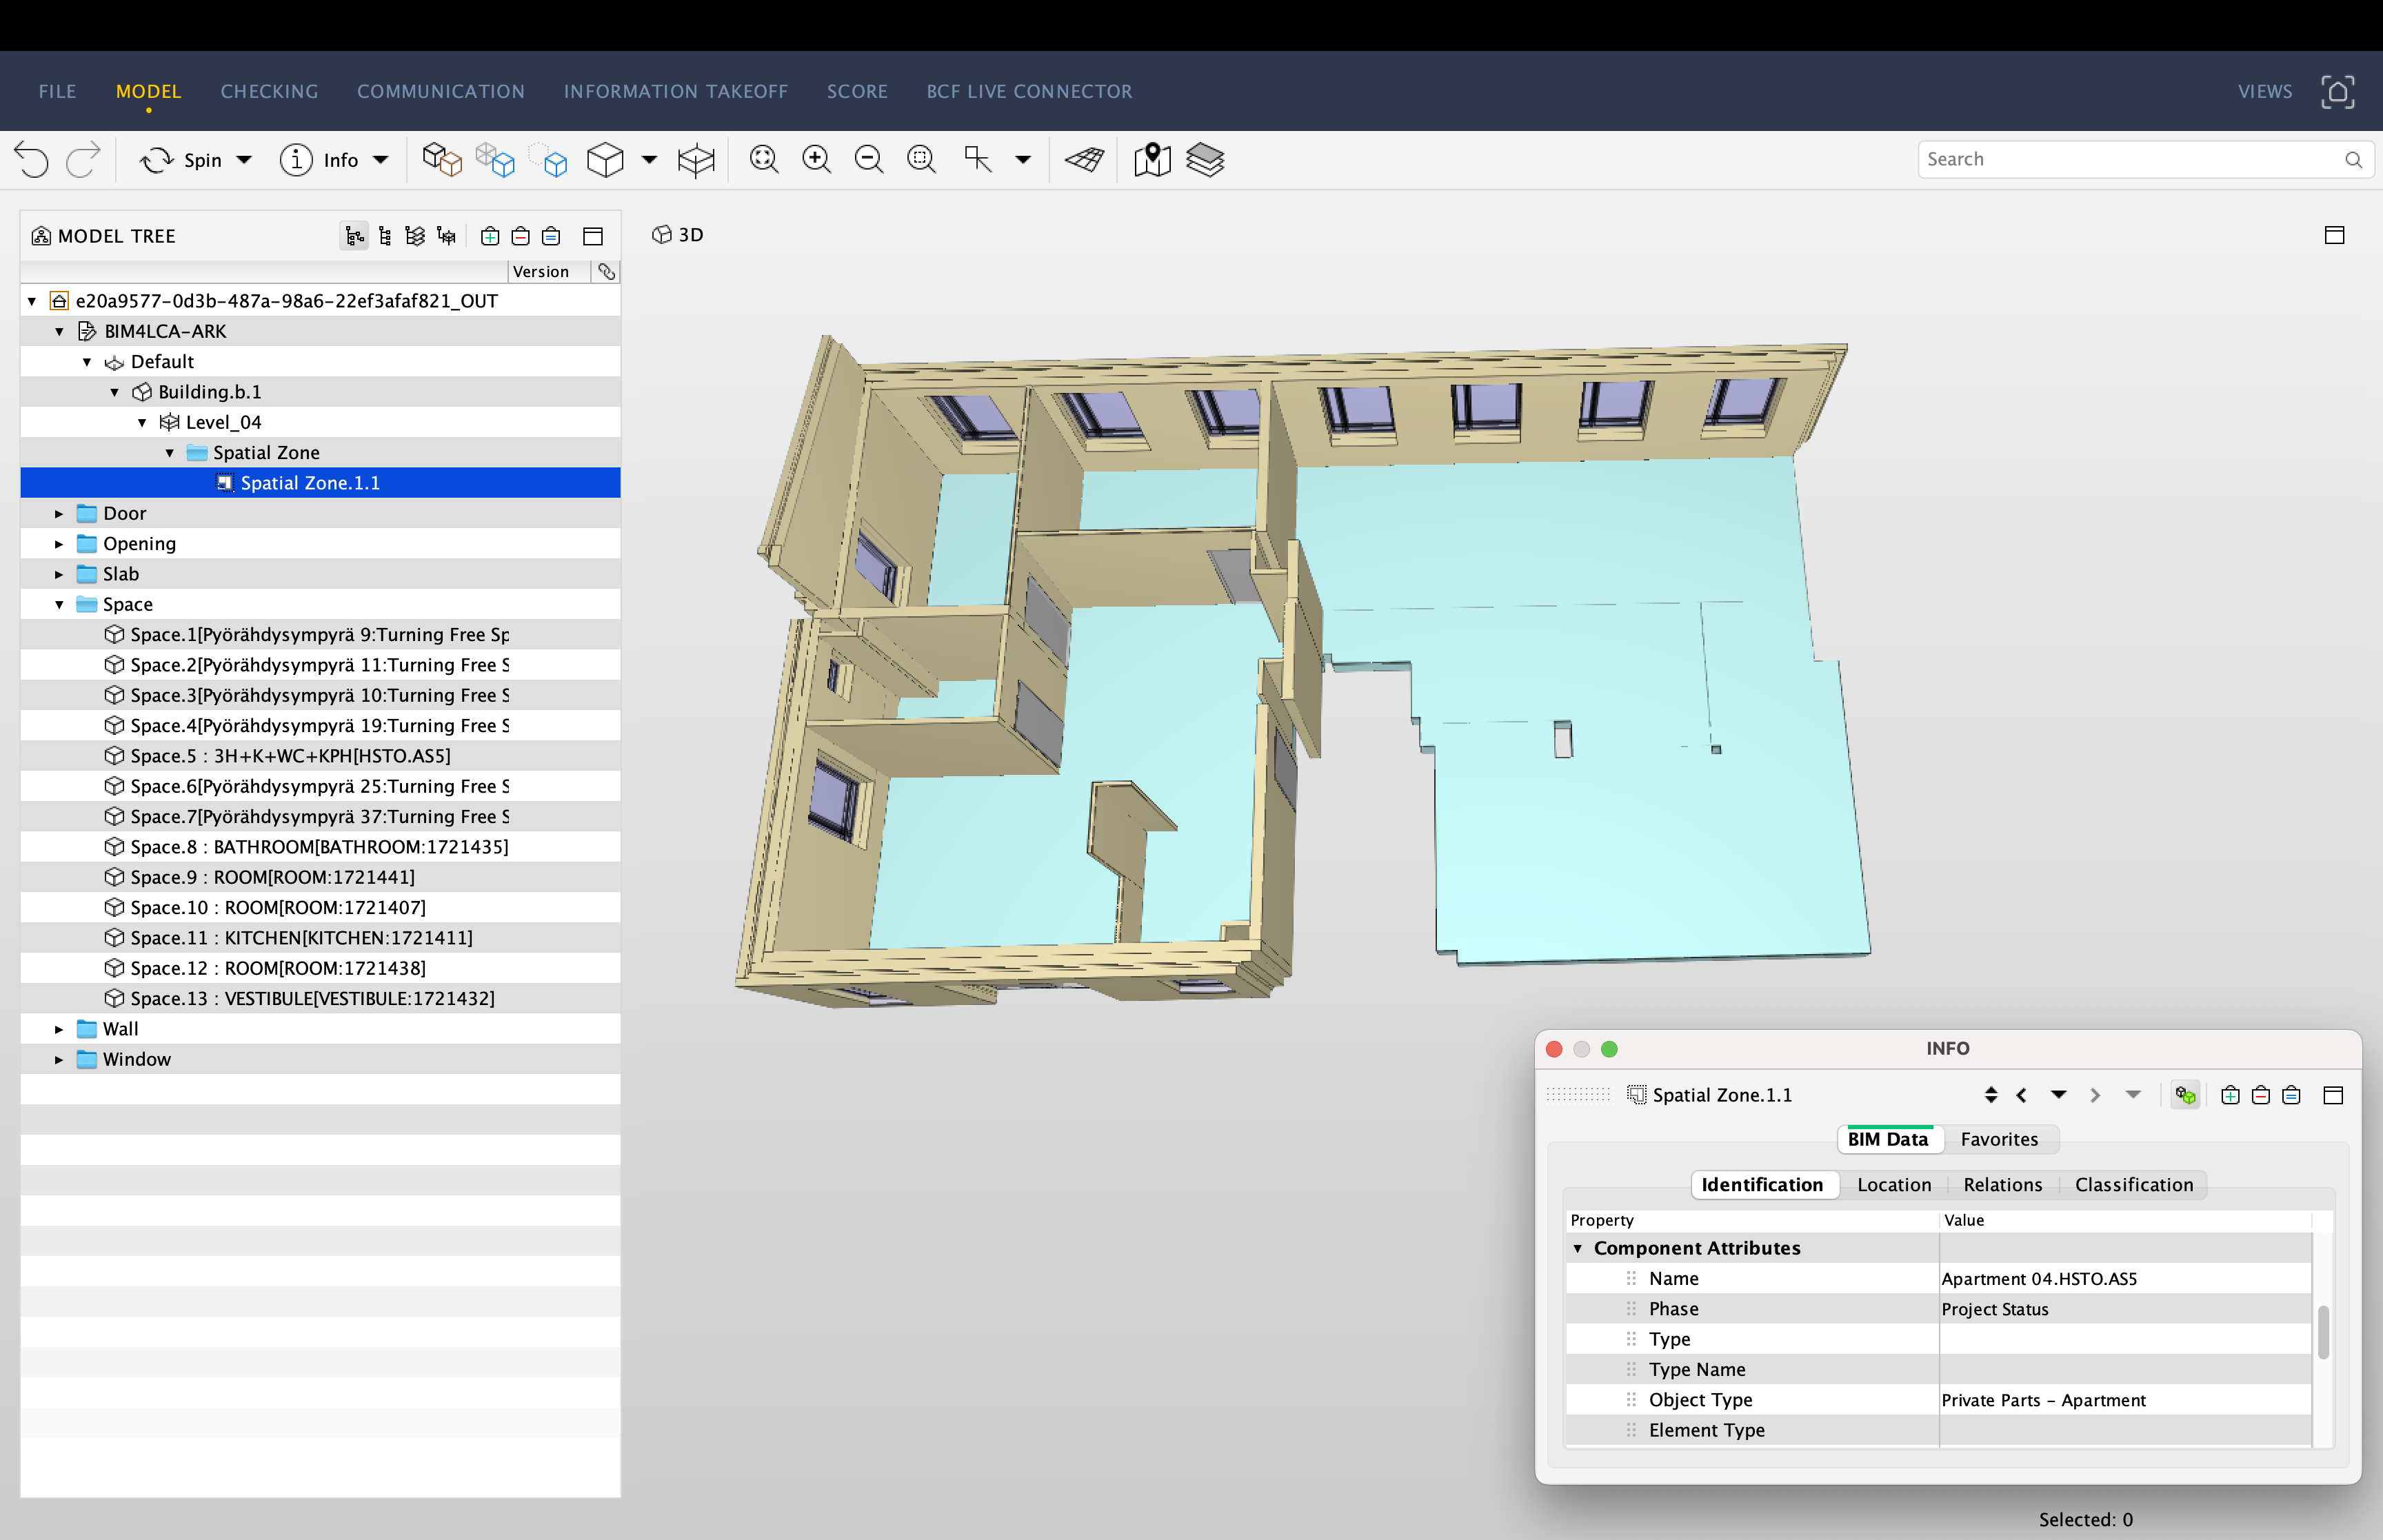 FILE MODEL CHECKING COMMUNICATION INFORMATION TAKEOFF SCORE BCF LIVE CONNECTOR VIEWS
Spin Info Search
MODEL TREE
3D
Version
e20a9577-0d3b-487a-98a6-22ef3afaf821_OUT
BIM4LCA-ARK
Default
Building.b.1
Level_04
Spatial Zone
Spatial Zone.1.1
Door
Opening
Slab
Space
Space.1[Pyörähdysympyrä 9:Turning Free Sp
Space.2[Pyörähdysympyrä 11:Turning Free S
Space.3[Pyörähdysympyrä 10:Turning Free S
Space.4[Pyörähdysympyrä 19:Turning Free S
Space.5 : 3H+K+WC+KPH[HSTO.AS5]
Space.6[Pyörähdysympyrä 25:Turning Free S
Space.7[Pyörähdysympyrä 37:Turning Free S
Space.8 : BATHROOM[BATHROOM:1721435]
Space.9 : ROOM[ROOM:1721441]
Space.10 : ROOM[ROOM:1721407]
Space.11 : KITCHEN[KITCHEN:1721411]
Space.12 : ROOM[ROOM:1721438]
Space.13 : VESTIBULE[VESTIBULE:1721432]
Wall
Window
INFO
Spatial Zone.1.1
BIM Data Favorites
Identification Location Relations Classification
Property Value
Component Attributes
Name Apartment 04.HSTO.AS5
Phase Project Status
Type
Type Name
Object Type Private Parts - Apartment
Element Type
Selected: 0